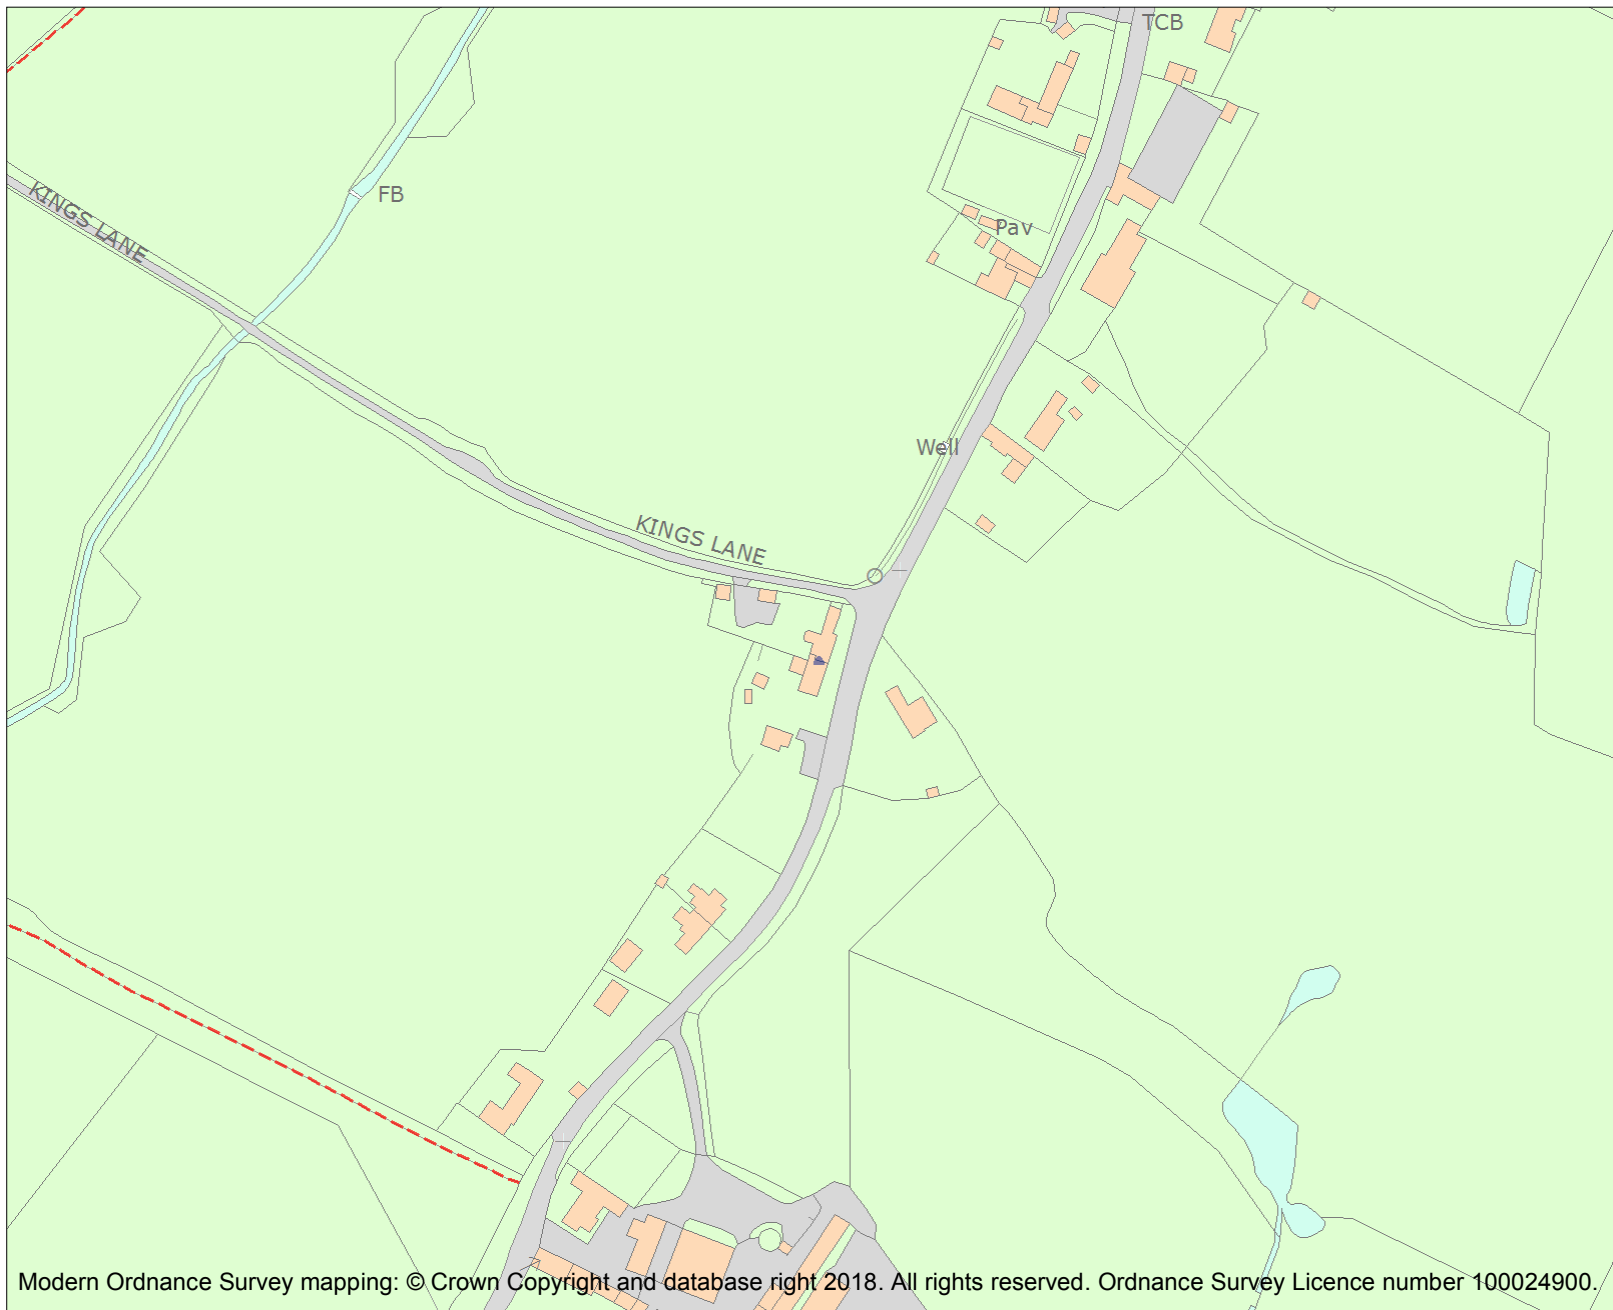 TCB
FB
KINGS LANE
Pav
Well
KINGS LANE
Modern Ordnance Survey mapping: © Crown Copyright and database right 2018. All rights reserved. Ordnance Survey Licence number 100024900.